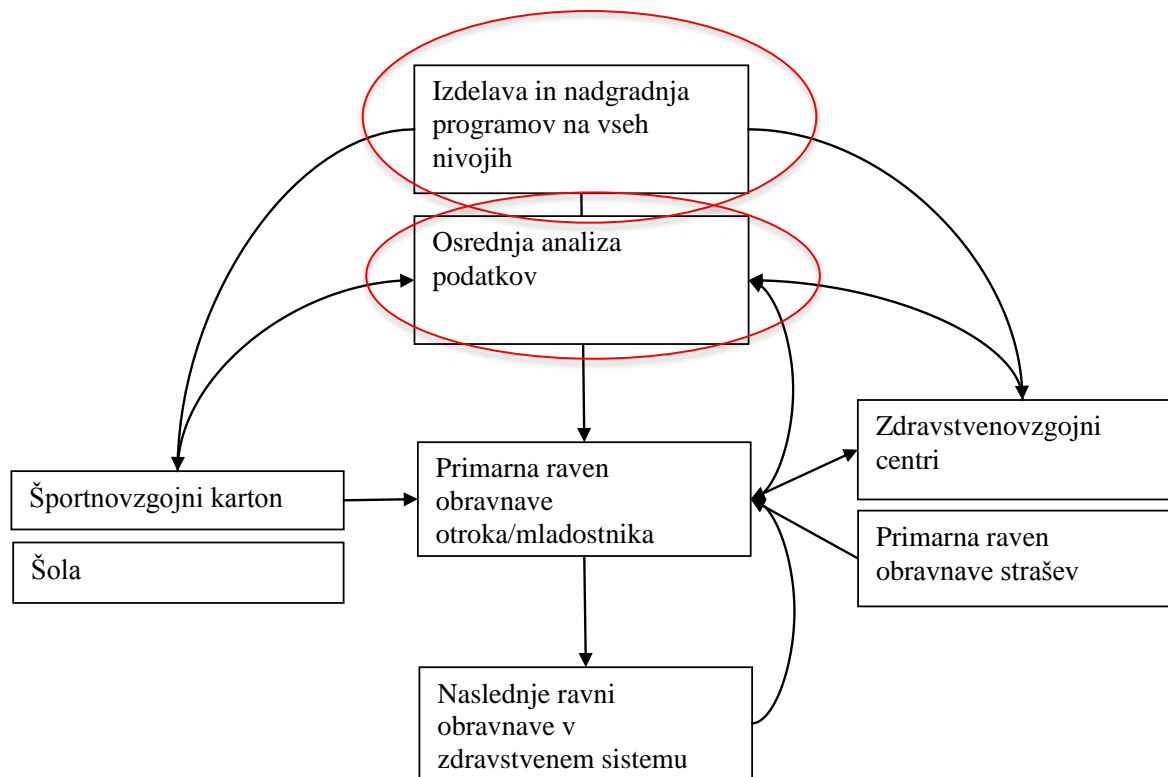 Izdelava in nadgradnja
programov na vseh
nivojih
Osrednja analiza
podatkov
Zdravstvenovzgojni
centri
Športnovzgojni karton
Primarna raven
obravnave
otroka/mladostnika
Šola
Primarna raven
obravnave strašev
Naslednje ravni
obravnave v
zdravstvenem sistemu